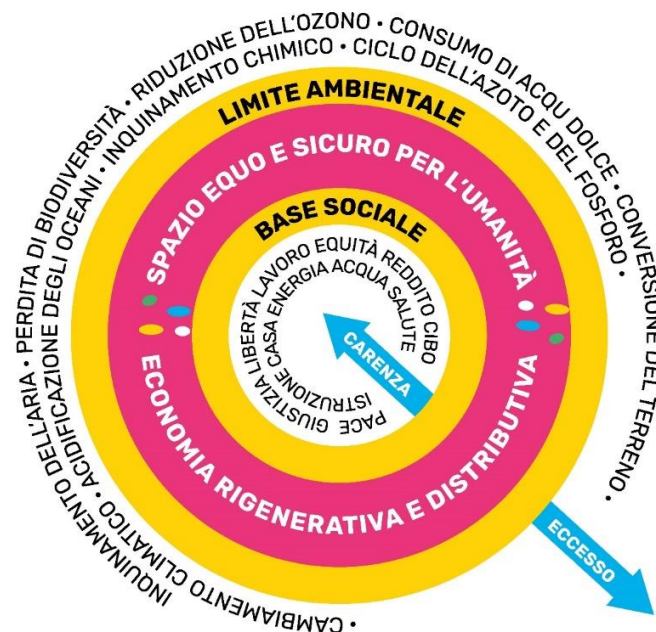 INQUINAMENTO DELL'ARIA • PERDITA DI BIODIVERSITÀ • RIDUZIONE DELL'OZONO • CONSUMO DI ACQU DOLCE • CONVERSIONE DEL TERRENO •
CAMBIAMENTO CLIMATICO • ACIDIFICAZIONE DEGLI OCEANI • INQUINAMENTO CHIMICO • CICLO DELL'AZOTO E DEL FOSFORO •
LIMITE AMBIENTALE
SPAZIO EQUO E SICURO PER L'UMANITÀ
BASE SOCIALE
PACE GIUSTIZIA LIBERTÀ LAVORO EQUITÀ REDDITO CIBO
ISTRUZIONE CASA ENERGIA ACQUA SALUTE
CARENZA
ECONOMIA RIGENERATIVA E DISTRIBUTIVA
ECCESSO